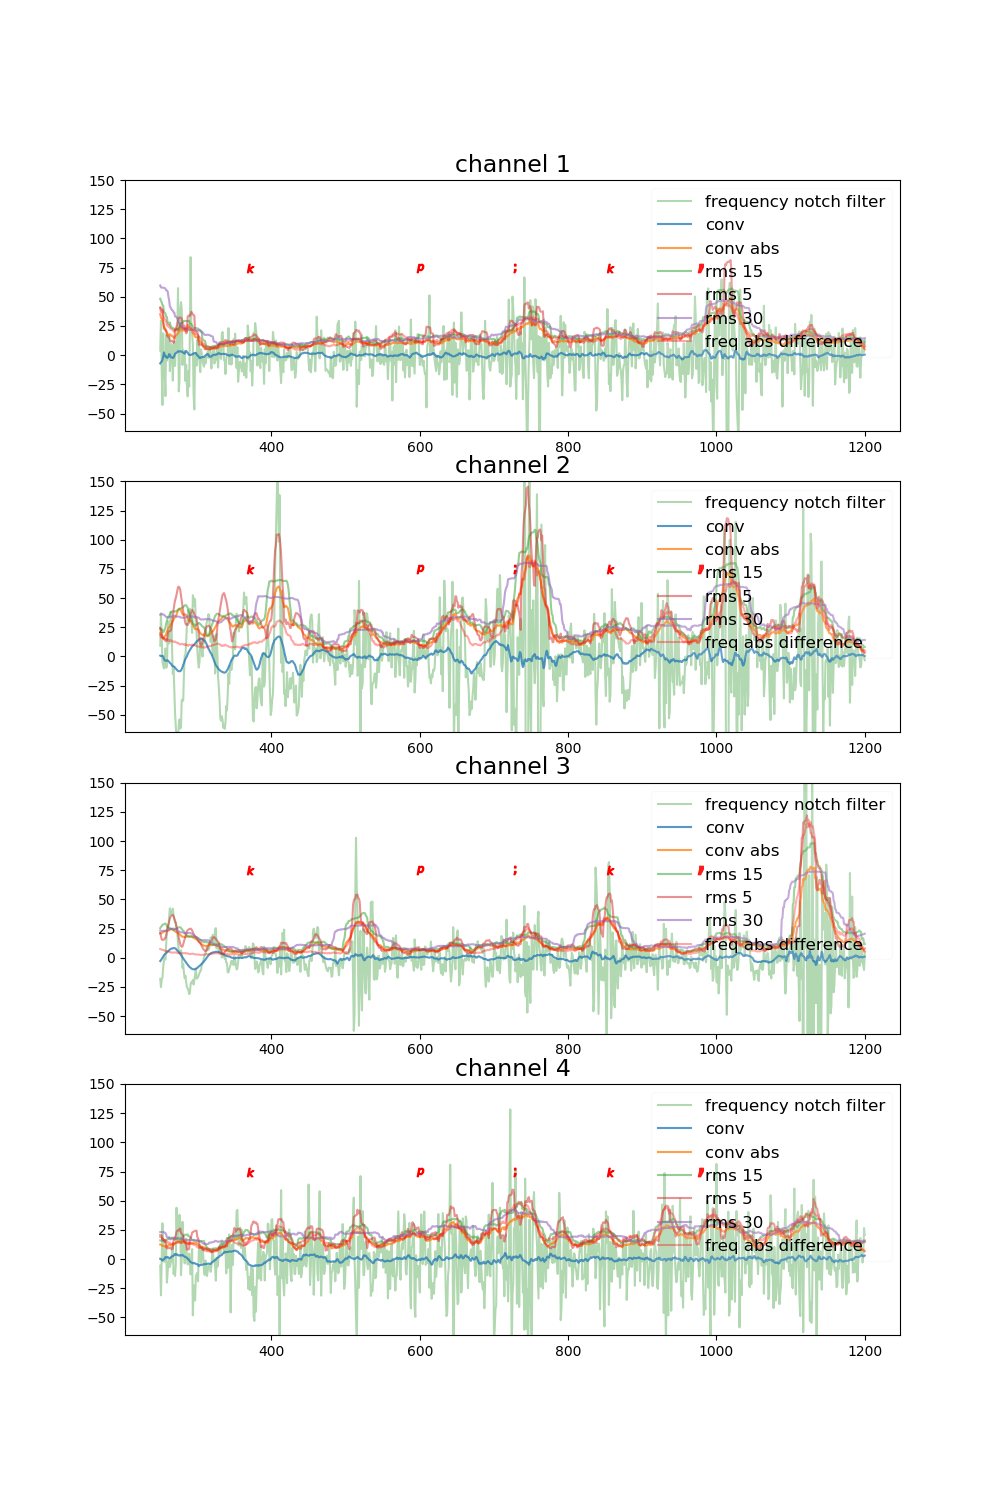 channel 1
150
125
100
75
50
25
0
−25
−50
k p ; k "
frequency notch filter
conv
conv abs
rms 15
rms 5
rms 30
freq abs difference
400 600 800 1000 1200
channel 2
150
125
100
75
50
25
0
−25
−50
k p ; k "
frequency notch filter
conv
conv abs
rms 15
rms 5
rms 30
freq abs difference
400 600 800 1000 1200
channel 3
150
125
100
75
50
25
0
−25
−50
k p ; k "
frequency notch filter
conv
conv abs
rms 15
rms 5
rms 30
freq abs difference
400 600 800 1000 1200
channel 4
150
125
100
75
50
25
0
−25
−50
k p ; k "
frequency notch filter
conv
conv abs
rms 15
rms 5
rms 30
freq abs difference
400 600 800 1000 1200